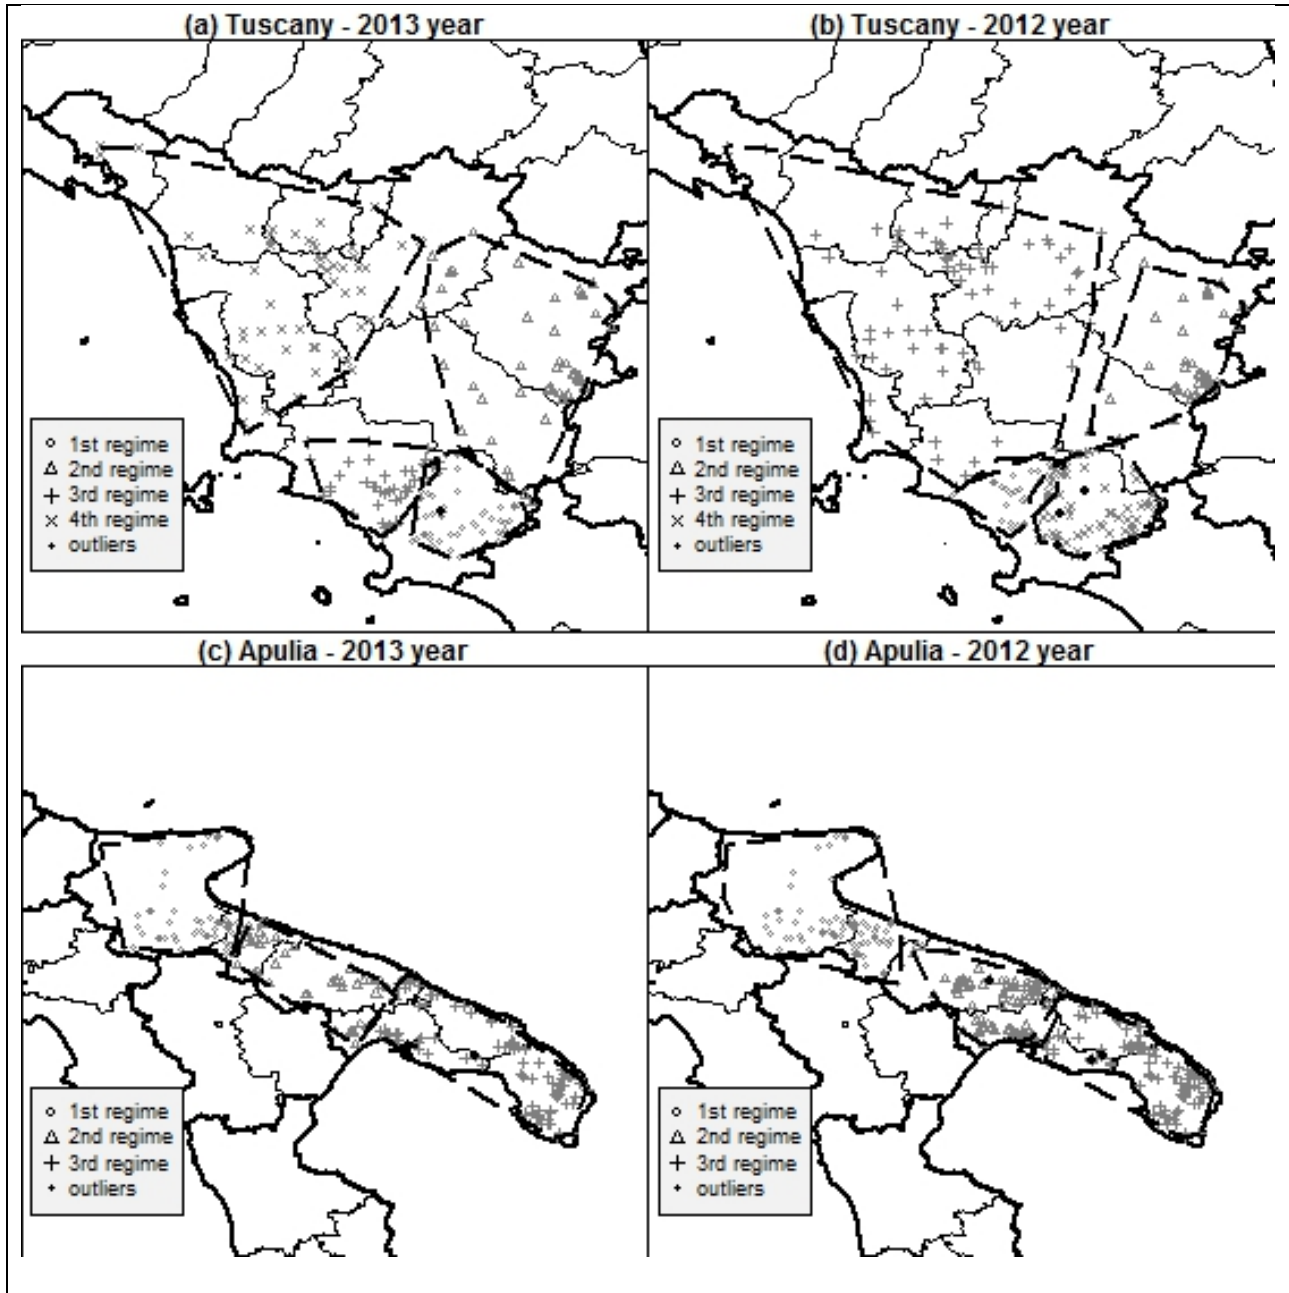 (a) Tuscany - 2013 year
(b) Tuscany - 2012 year
1st regime
2nd regime
3rd regime
4th regime
outliers
1st regime
2nd regime
3rd regime
4th regime
outliers
(c) Apulia - 2013 year
(d) Apulia - 2012 year
1st regime
2nd regime
3rd regime
outliers
1st regime
2nd regime
3rd regime
outliers